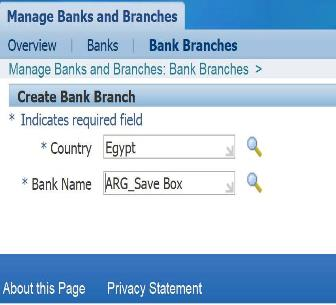 Manage Banks and Branches
Overview | Banks | Bank Branches
Manage Banks and Branches: Bank Branches >
Create Bank Branch
* Indicates required field
* Country Egypt
* Bank Name ARG_Save Box
About this Page Privacy Statement